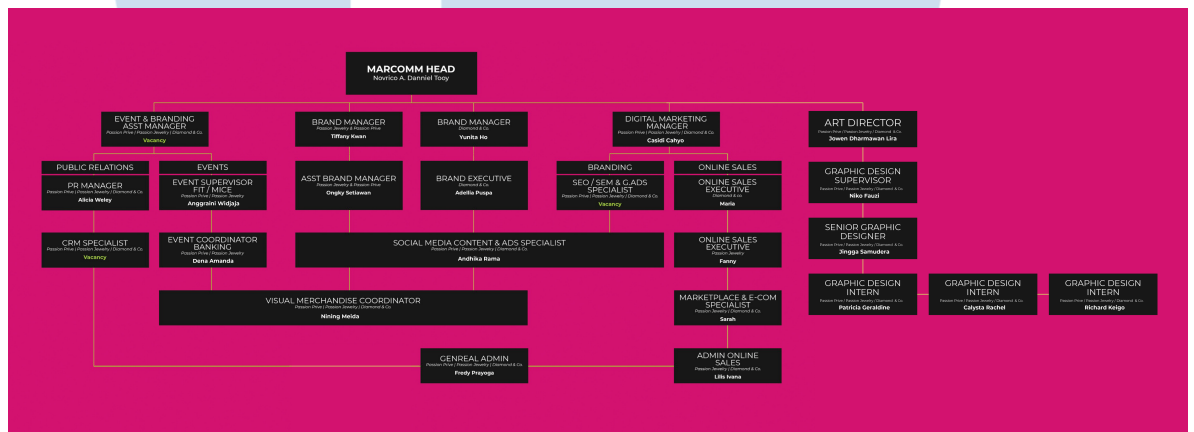 MARCOMM HEAD
Novrico A. Danniel Tooy
EVENT & BRANDING
ASST MANAGER
Passion Prive | Passion Jewelry | Diamond & Co.
Vacancy
BRAND MANAGER
Passion Jewelry & Passion Prive
Tiffany Kwan
BRAND MANAGER
Diamond & Co.
Yunita Ho
DIGITAL MARKETING
MANAGER
Passion Prive | Passion Jewelry | Diamond & Co.
Casidi Cahyo
ART DIRECTOR
Passion Prive | Passion Jewelry | Diamond & Co.
Jowen Dharmawan Lira
PUBLIC RELATIONS
PR MANAGER
Passion Prive | Passion Jewelry | Diamond & Co.
Alicia Weley
EVENTS
EVENT SUPERVISOR
FIT / MICE
Passion Prive | Passion Jewelry
Anggraini Widjaja
ASST BRAND MANAGER
Passion Jewelry & Passion Prive
Ongky Setiawan
BRAND EXECUTIVE
Diamond & Co.
Adellia Puspa
BRANDING
SEO / SEM & G.ADS
SPECIALIST
Passion Prive | Passion Jewelry | Diamond & Co.
Vacancy
ONLINE SALES
ONLINE SALES
EXECUTIVE
Diamond & co
Maria
GRAPHIC DESIGN
SUPERVISOR
Passion Prive | Passion Jewelry | Diamond & Co.
Niko Fauzi
CRM SPECIALIST
Passion Prive | Passion Jewelry | Diamond & Co.
Vacancy
EVENT COORDINATOR
BANKING
Passion Prive | Passion Jewelry
Dena Amanda
SOCIAL MEDIA CONTENT & ADS SPECIALIST
Passion Prive | Passion Jewelry | Diamond & Co.
Andhika Rama
ONLINE SALES
EXECUTIVE
Passion Jewelry
Fanny
SENIOR GRAPHIC
DESIGNER
Passion Prive | Passion Jewelry | Diamond & Co.
Jingga Samudera
VISUAL MERCHANDISE COORDINATOR
Passion Prive | Passion Jewelry | Diamond & Co.
Nining Meida
MARKETPLACE & E-COM
SPECIALIST
Passion Jewelry | Diamond & Co.
Sarah
GRAPHIC DESIGN
INTERN
Passion Prive | Passion Jewelry | Diamond & Co.
Patricia Geraldine
GRAPHIC DESIGN
INTERN
Passion Prive | Passion Jewelry | Diamond & Co.
Calysta Rachel
GRAPHIC DESIGN
INTERN
Passion Prive | Passion Jewelry | Diamond & Co.
Richard Keigo
GENREAL ADMIN
Passion Prive | Passion Jewelry | Diamond & Co.
Fredy Prayoga
ADMIN ONLINE
SALES
Passion Jewelry | Diamond & Co.
Lilis Ivana